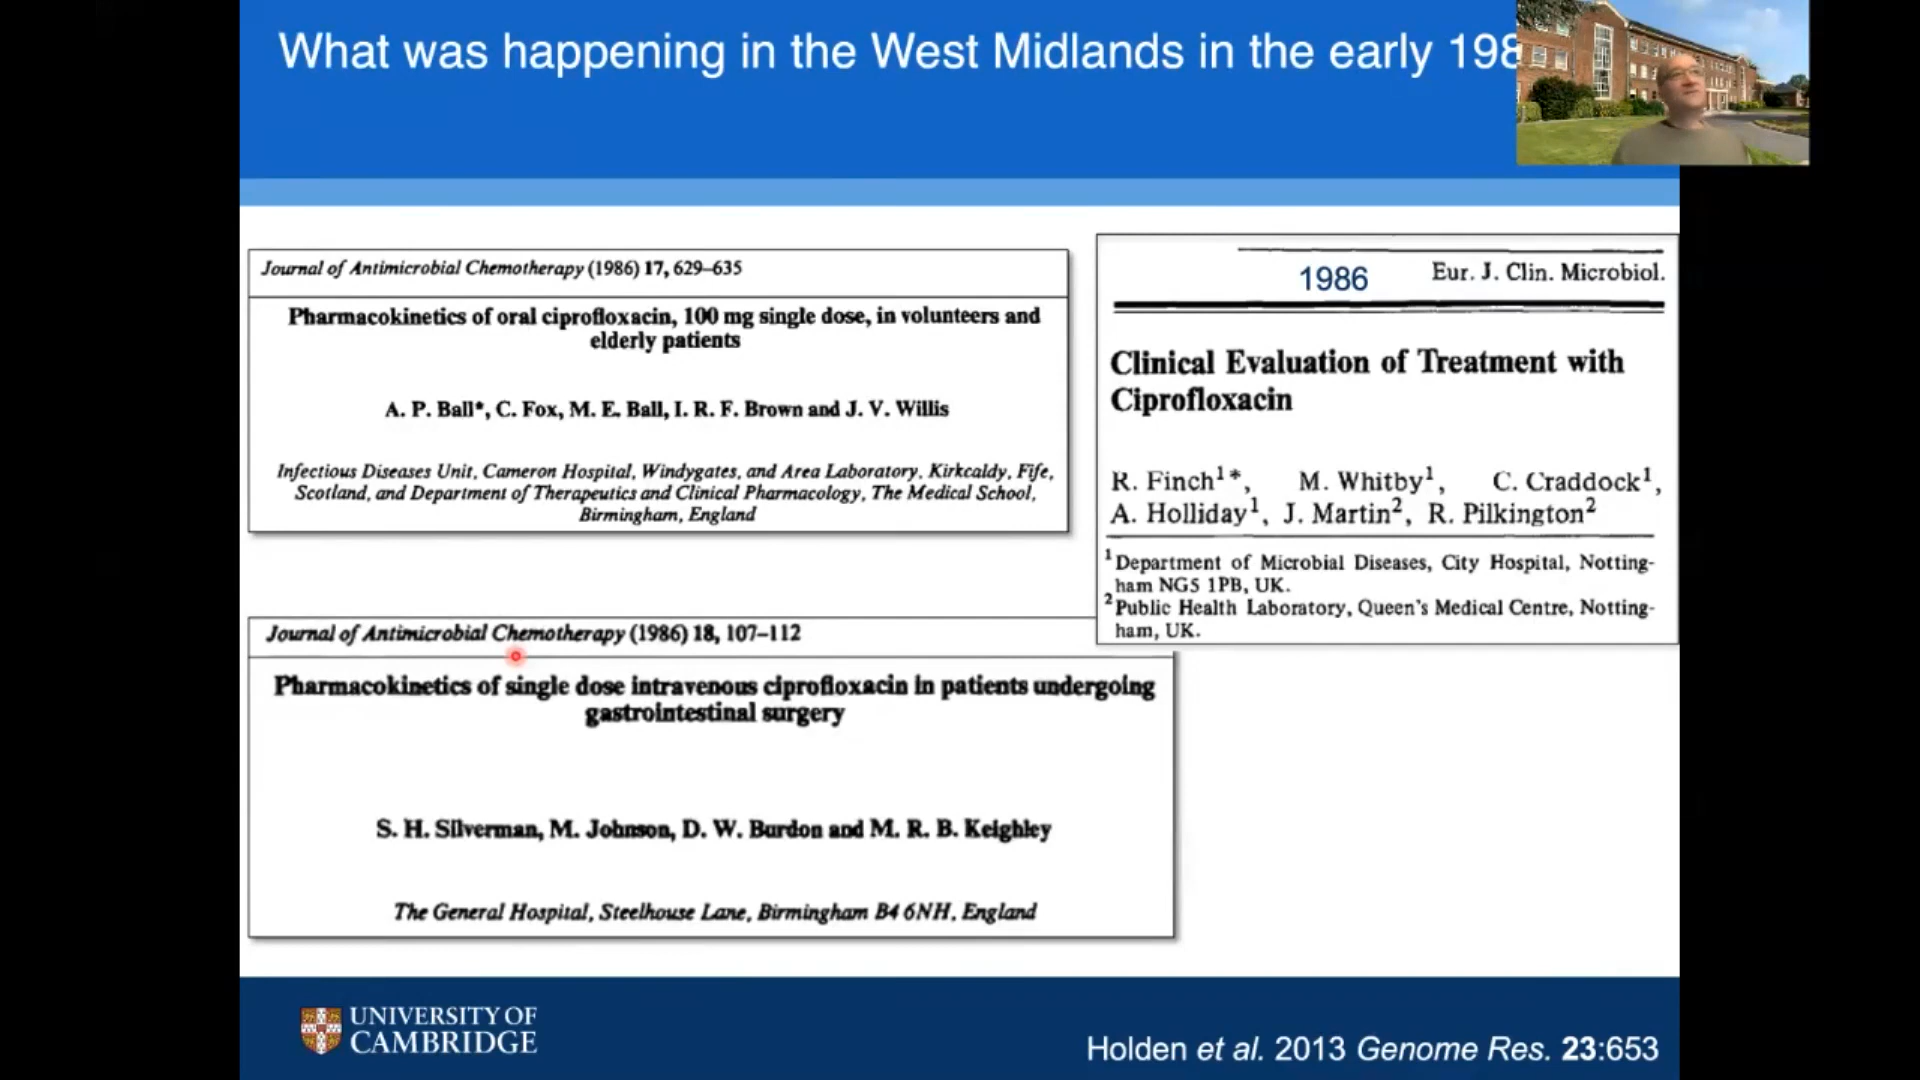 What was happening in the West Midlands in the early 198
Journal of Antimicrobial Chemotherapy (1986) 17, 629–635
Pharmacokinetics of oral ciprofloxacin, 100 mg single dose, in volunteers and
elderly patients
A. P. Ball*, C. Fox, M. E. Ball, I. R. F. Brown and J. V. Willis
Infectious Diseases Unit, Cameron Hospital, Windygates, and Area Laboratory, Kirkcaldy, Fife,
Scotland, and Department of Therapeutics and Clinical Pharmacology, The Medical School,
Birmingham, England
1986 Eur. J. Clin. Microbiol.
Clinical Evaluation of Treatment with
Ciprofloxacin
R. Finch¹*, M. Whitby¹, C. Craddock¹,
A. Holliday¹, J. Martin², R. Pilkington²
¹Department of Microbial Diseases, City Hospital, Notting-
ham NG5 1PB, UK.
²Public Health Laboratory, Queen's Medical Centre, Notting-
ham, UK.
Journal of Antimicrobial Chemotherapy (1986) 18, 107–112
Pharmacokinetics of single dose intravenous ciprofloxacin in patients undergoing
gastrointestinal surgery
S. H. Silverman, M. Johnson, D. W. Burdon and M. R. B. Keighley
The General Hospital, Steelhouse Lane, Birmingham B4 6NH, England
UNIVERSITY OF
CAMBRIDGE
Holden et al. 2013 Genome Res. 23:653